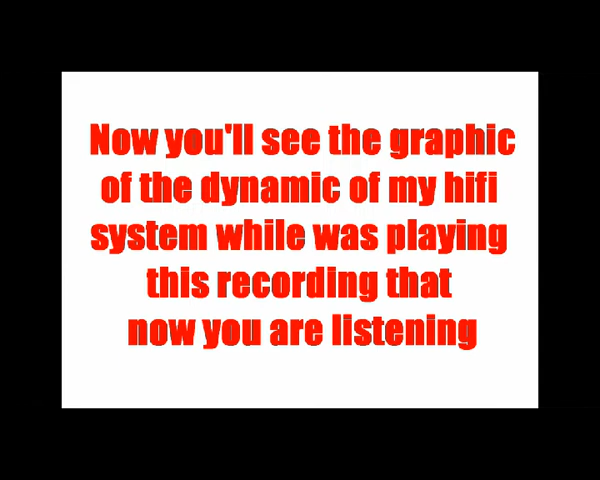 Now you'll see the graphic
of the dynamic of my hifi
system while was playing
this recording that
now you are listening